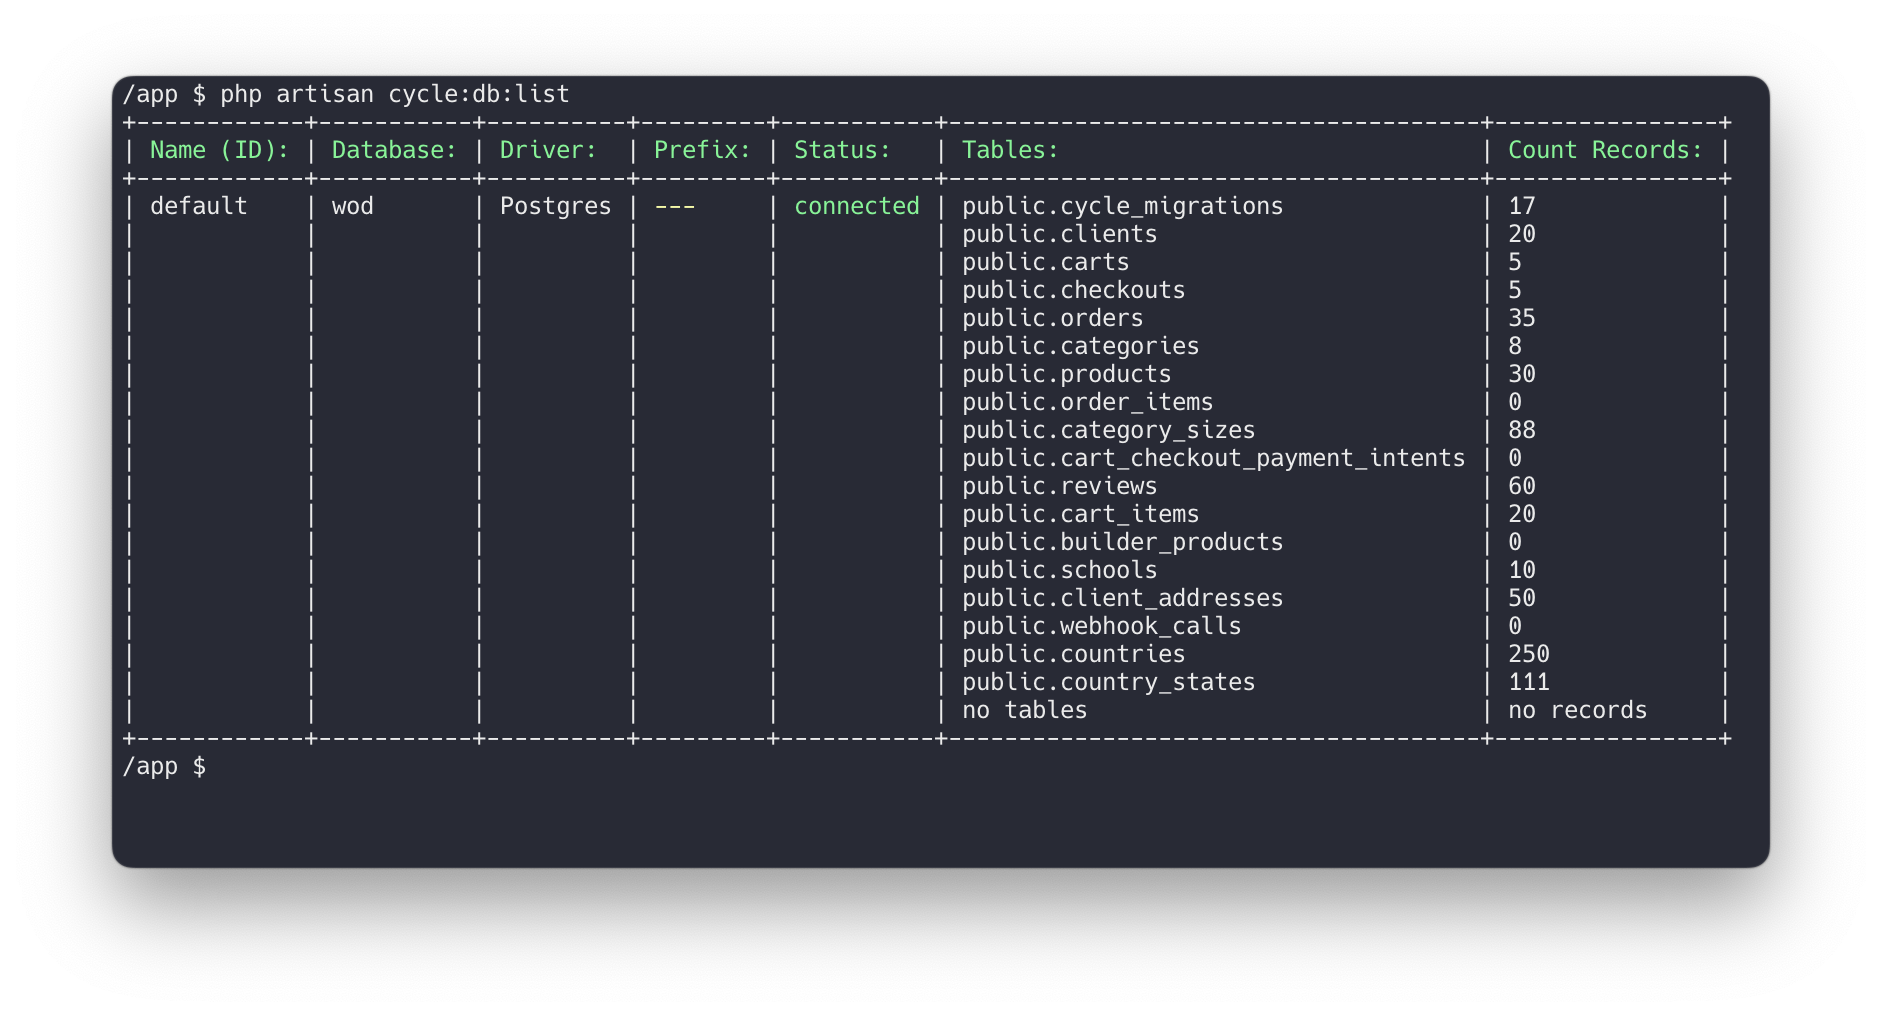 /app $ php artisan cycle:db:list
+------------+-----------+----------+---------+-----------+--------------------------------------+----------------+
| Name (ID): | Database: | Driver:  | Prefix: | Status:   | Tables:                              | Count Records: |
+------------+-----------+----------+---------+-----------+--------------------------------------+----------------+
| default    | wod       | Postgres | ---     | connected | public.cycle_migrations              | 17             |
|            |           |          |         |           | public.clients                       | 20             |
|            |           |          |         |           | public.carts                         | 5              |
|            |           |          |         |           | public.checkouts                     | 5              |
|            |           |          |         |           | public.orders                        | 35             |
|            |           |          |         |           | public.categories                    | 8              |
|            |           |          |         |           | public.products                      | 30             |
|            |           |          |         |           | public.order_items                   | 0              |
|            |           |          |         |           | public.category_sizes                | 88             |
|            |           |          |         |           | public.cart_checkout_payment_intents | 0              |
|            |           |          |         |           | public.reviews                       | 60             |
|            |           |          |         |           | public.cart_items                    | 20             |
|            |           |          |         |           | public.builder_products              | 0              |
|            |           |          |         |           | public.schools                       | 10             |
|            |           |          |         |           | public.client_addresses              | 50             |
|            |           |          |         |           | public.webhook_calls                 | 0              |
|            |           |          |         |           | public.countries                     | 250            |
|            |           |          |         |           | public.country_states                | 111            |
|            |           |          |         |           | no tables                            | no records     |
+------------+-----------+----------+---------+-----------+--------------------------------------+----------------+
/app $